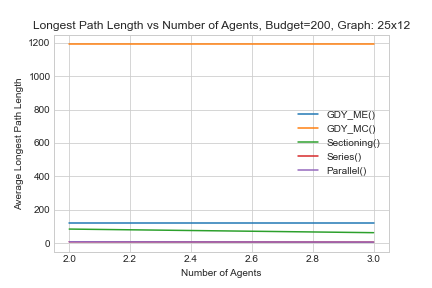 Longest Path Length vs Number of Agents, Budget=200, Graph: 25x12
1200
1000
800
600
400
200
0
Average Longest Path Length
GDY_ME()
GDY_MC()
Sectioning()
Series()
Parallel()
2.0 2.2 2.4 2.6 2.8 3.0
Number of Agents